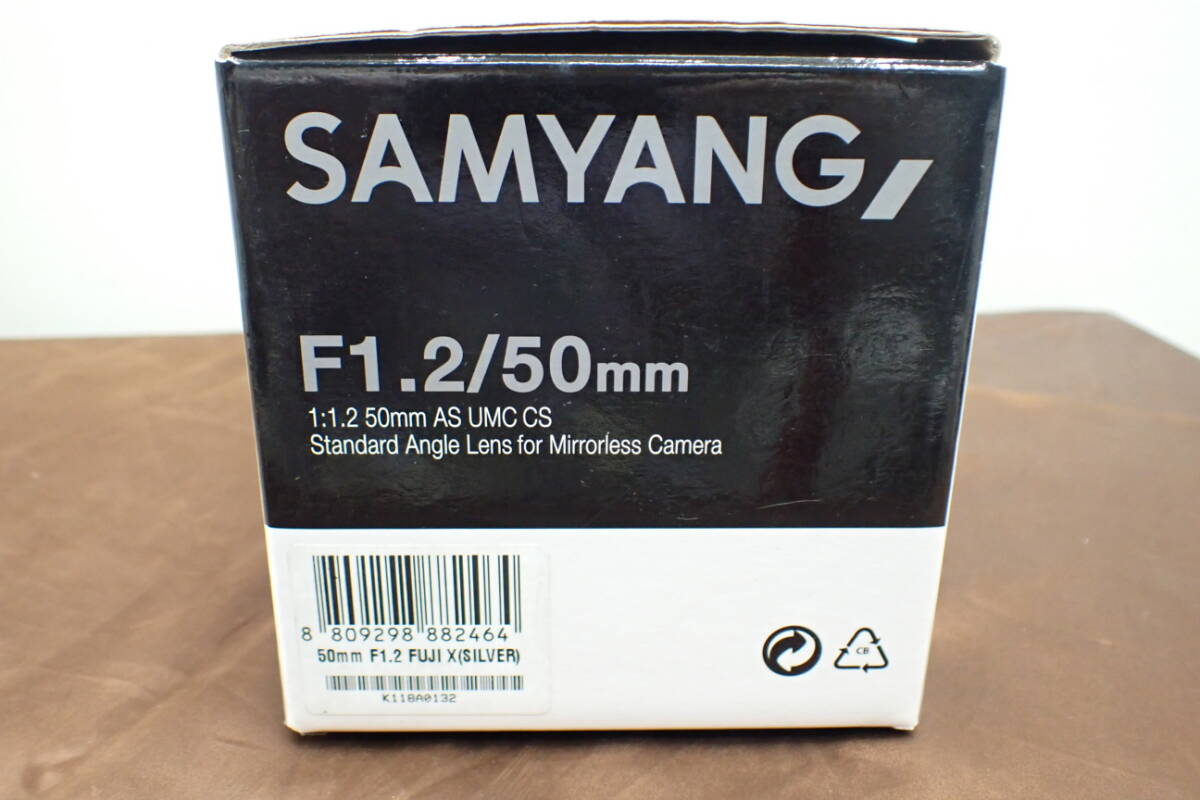 SAMYANG
F1.2/50mm
1:1.2 50mm AS UMC CS
Standard Angle Lens for Mirrorless Camera
8 809298 882464
50mm F1.2 FUJI X(SILVER)
K118A0132
CB